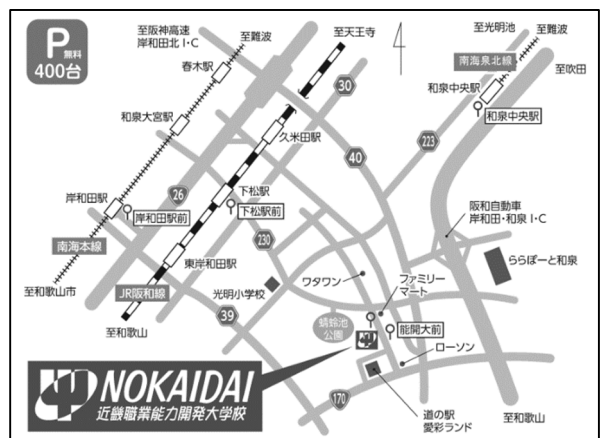 P
無料
400台
至阪神高速
岸和田北I・C
至難波
至天王寺
至光明池
至難波
春木駅
南海泉北線
至吹田
和泉中央駅
和泉中央駅
30
和泉大宮駅
久米田駅
223
40
26
下松駅
岸和田駅
岸和田駅前
下松駅前
阪和自動車
岸和田・和泉I・C
南海本線
230
東岸和田駅
ららぽーと和泉
ワタワン
ファミリー
マート
至和歌山市
JR阪和線
光明小学校
39
至和歌山
蜻蛉池
公園
能開大前
ローソン
NOKAIDAI
近畿職業能力開発大学校
170
道の駅
愛彩ランド
至和歌山